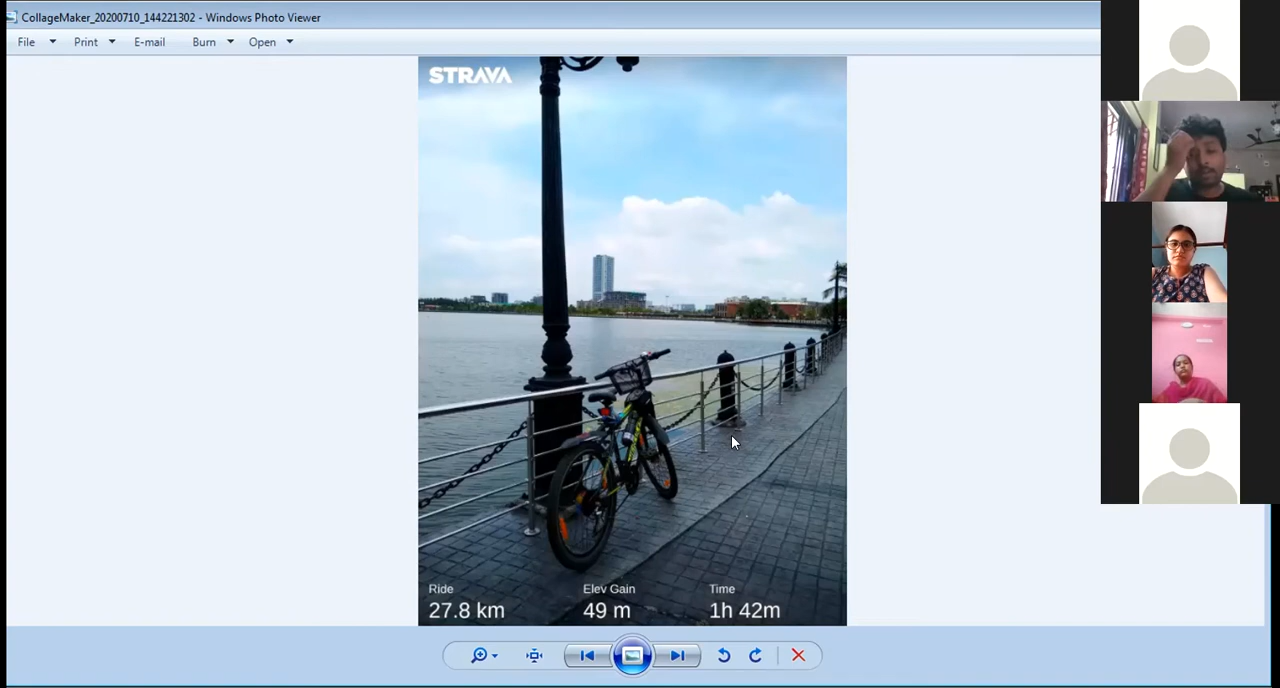 CollageMaker_20200710_144221302 - Windows Photo Viewer
File Print E-mail Burn Open
STRAVA
Ride Elev Gain Time
27.8 km 49 m 1h 42m